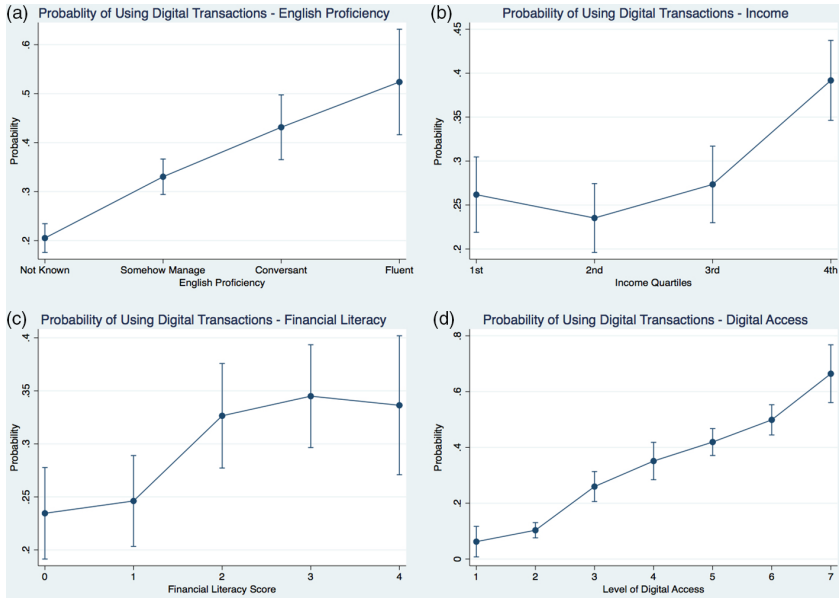 (a) Probablity of Using Digital Transactions - English Proficiency
.6
.5
.4
.3
.2
Probability
Not Known Somehow Manage Conversant Fluent
English Proficiency
(b) Probability of Using Digital Transactions - Income
.45
.4
.35
.3
.25
.2
Probability
1st 2nd 3rd 4th
Income Quartiles
(c) Probability of Using Digital Transactions - Financial Literacy
.4
.35
.3
.25
.2
Probability
0 1 2 3 4
Financial Literacy Score
(d) Probability of Using Digital Transactions - Digital Access
.8
.6
.4
.2
0
Probability
1 2 3 4 5 6 7
Level of Digital Access